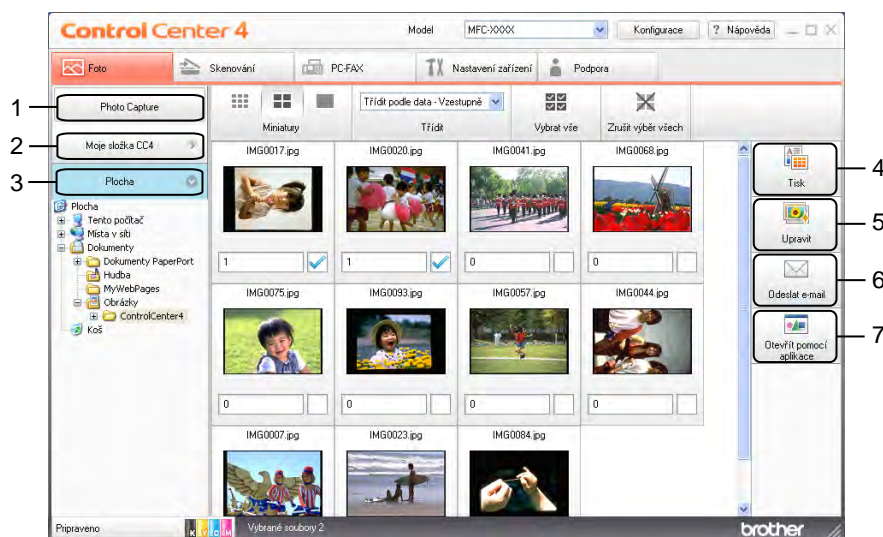 Control Center 4
Model
MFC-XXXX
Konfigurace
? Nápověda
Foto
Skenování
PC-FAX
Nastavení zařízení
Podpora
1
Photo Capture
2
Moje složka CC4
3
Plocha
Miniatury
Třídit podle data - Vzestupně
Třídit
Vybrat vše
Zrušit výběr všech
Plocha
Tento počítač
Místa v síti
Dokumenty
Dokumenty PaperPort
Hudba
MyWebPages
Obrázky
ControlCenter4
Koš
IMG0017.jpg
IMG0020.jpg
IMG0041.jpg
IMG0068.jpg
1
1
0
0
IMG0075.jpg
IMG0093.jpg
IMG0057.jpg
IMG0044.jpg
0
0
0
0
IMG0007.jpg
IMG0023.jpg
IMG0084.jpg
Tisk
4
Upravit
5
Odeslat e-mail
6
Otevřít pomocí
aplikace
7
Pripraveno
K Y C M
Vybrané soubory 2
brother